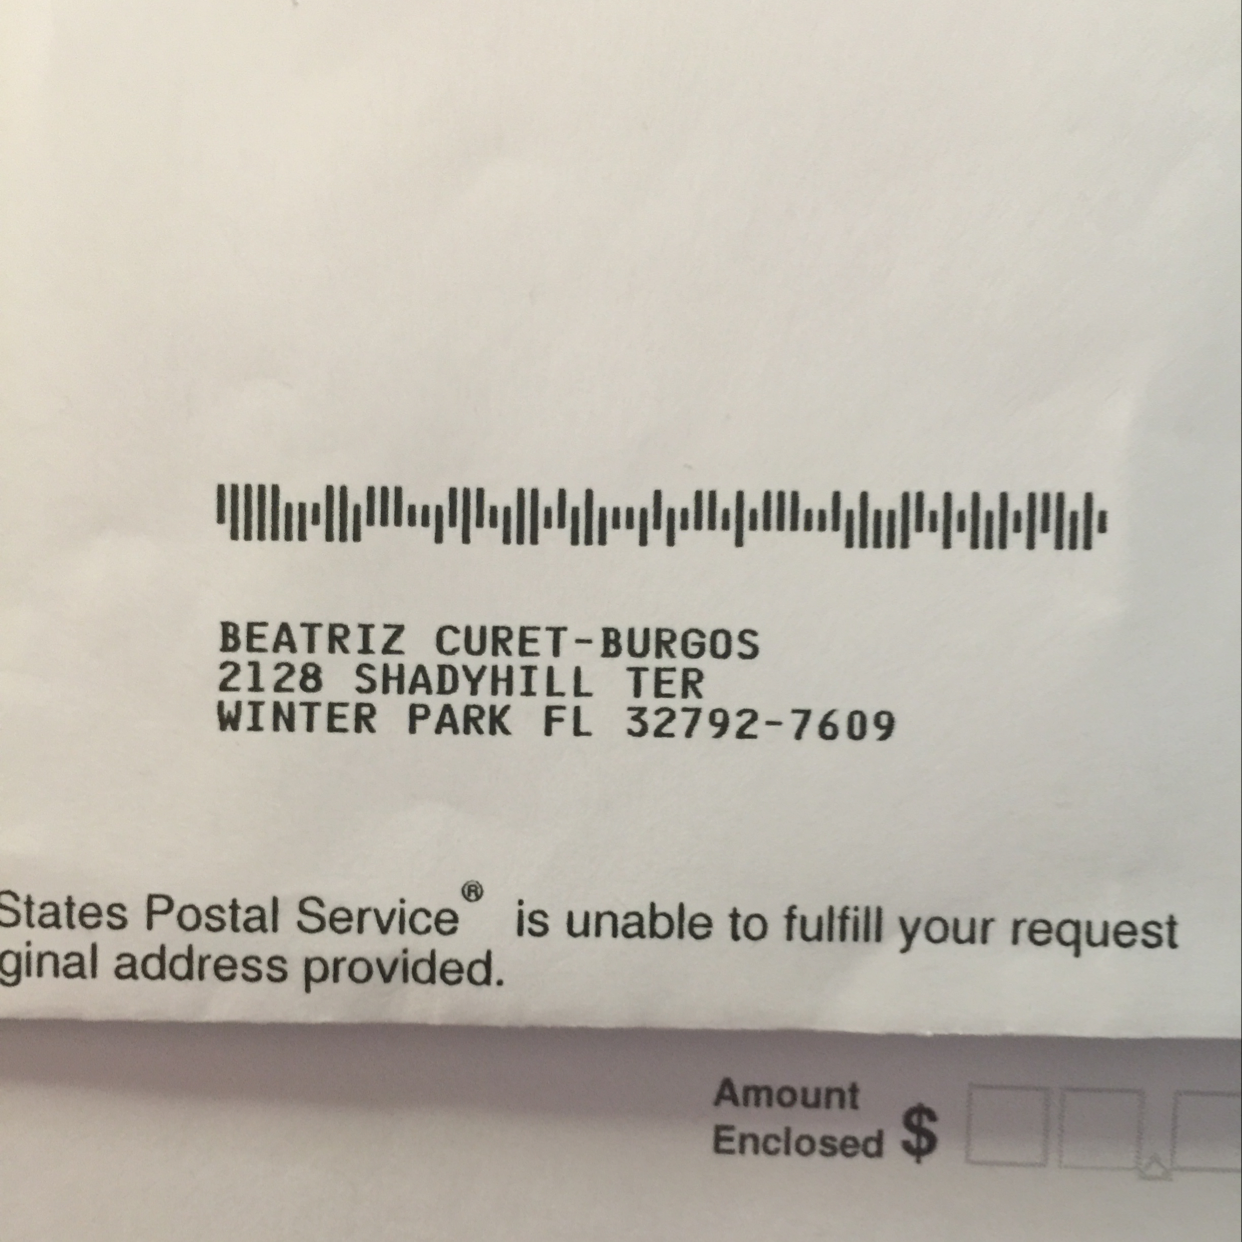 BEATRIZ CURET-BURGOS
2128 SHADYHILL TER
WINTER PARK FL 32792-7609
States Postal Service® is unable to fulfill your request
ginal address provided.
Amount
Enclosed $